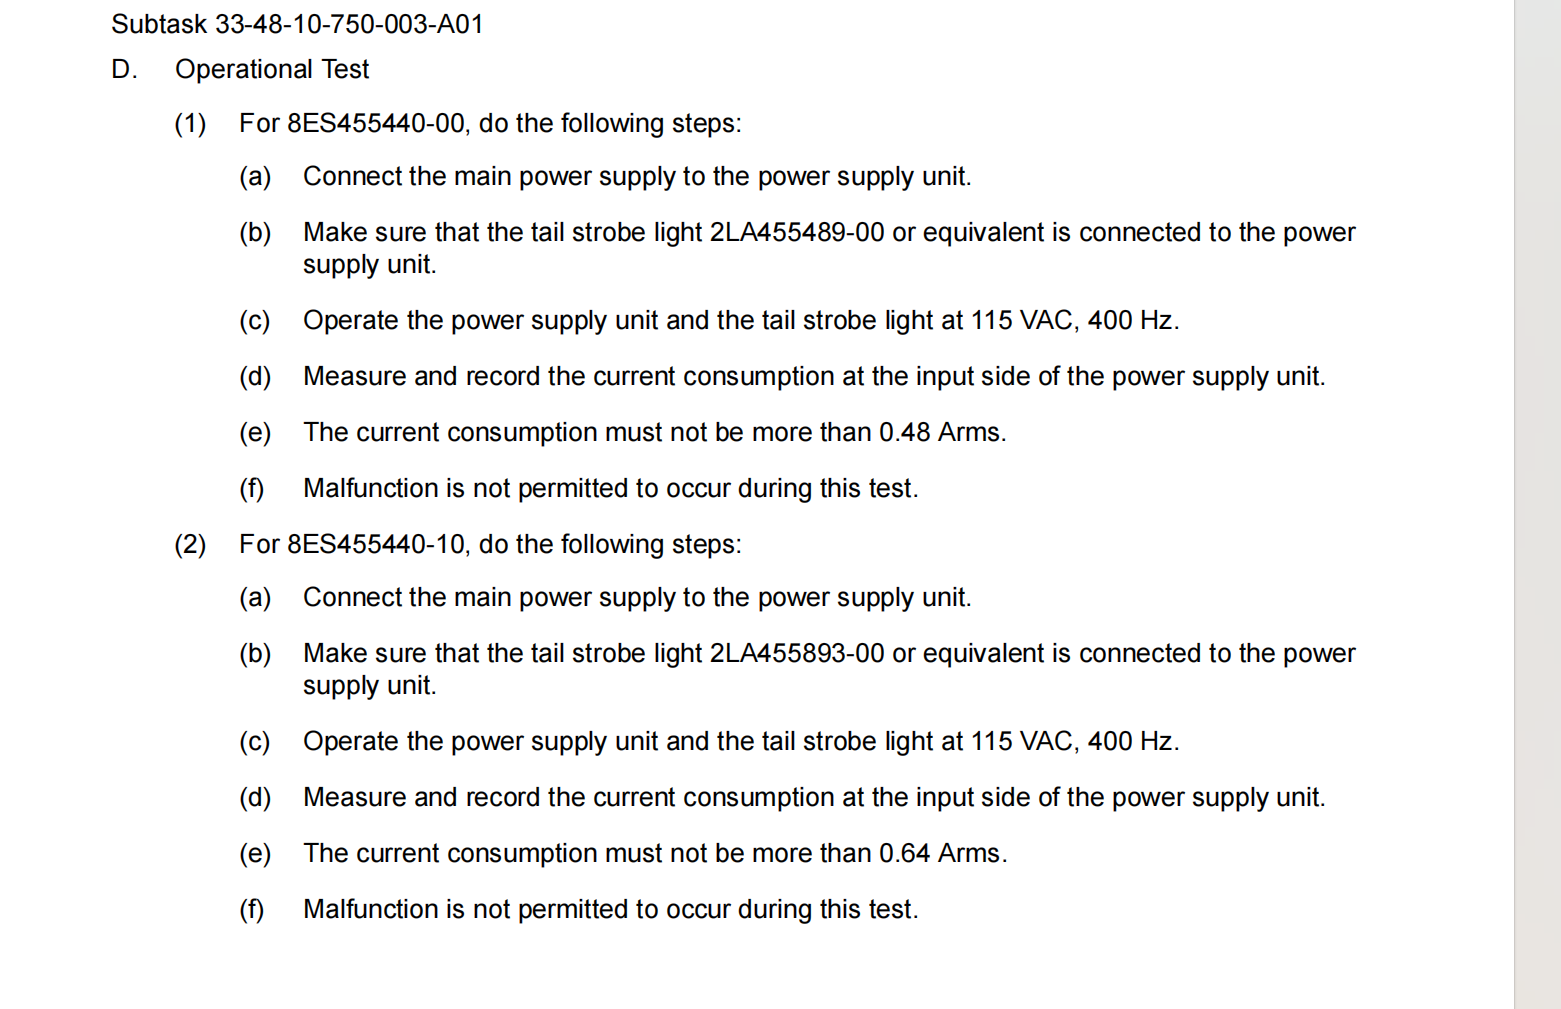 Subtask 33-48-10-750-003-A01
D. Operational Test
(1) For 8ES455440-00, do the following steps:
(a) Connect the main power supply to the power supply unit.
(b) Make sure that the tail strobe light 2LA455489-00 or equivalent is connected to the power
supply unit.
(c) Operate the power supply unit and the tail strobe light at 115 VAC, 400 Hz.
(d) Measure and record the current consumption at the input side of the power supply unit.
(e) The current consumption must not be more than 0.48 Arms.
(f) Malfunction is not permitted to occur during this test.
(2) For 8ES455440-10, do the following steps:
(a) Connect the main power supply to the power supply unit.
(b) Make sure that the tail strobe light 2LA455893-00 or equivalent is connected to the power
supply unit.
(c) Operate the power supply unit and the tail strobe light at 115 VAC, 400 Hz.
(d) Measure and record the current consumption at the input side of the power supply unit.
(e) The current consumption must not be more than 0.64 Arms.
(f) Malfunction is not permitted to occur during this test.